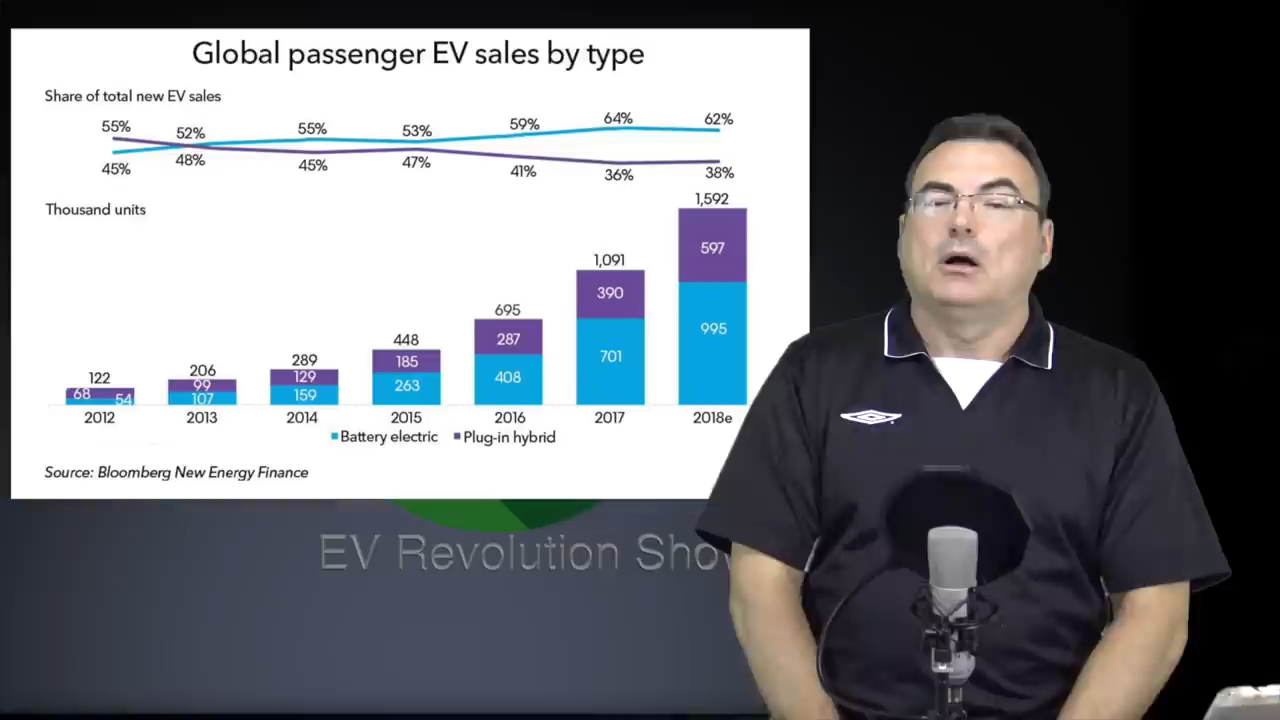 Global passenger EV sales by type
Share of total new EV sales
55% 52% 55% 53% 59% 64% 62%
45% 48% 45% 47% 41% 36% 38%
Thousand units
122 206 289 448 695 1,091 1,592
68 99 129 185 287 390 597
54 107 159 263 408 701 995
2012 2013 2014 2015 2016 2017 2018e
Battery electric Plug-in hybrid
Source: Bloomberg New Energy Finance
EV Revolution Sho